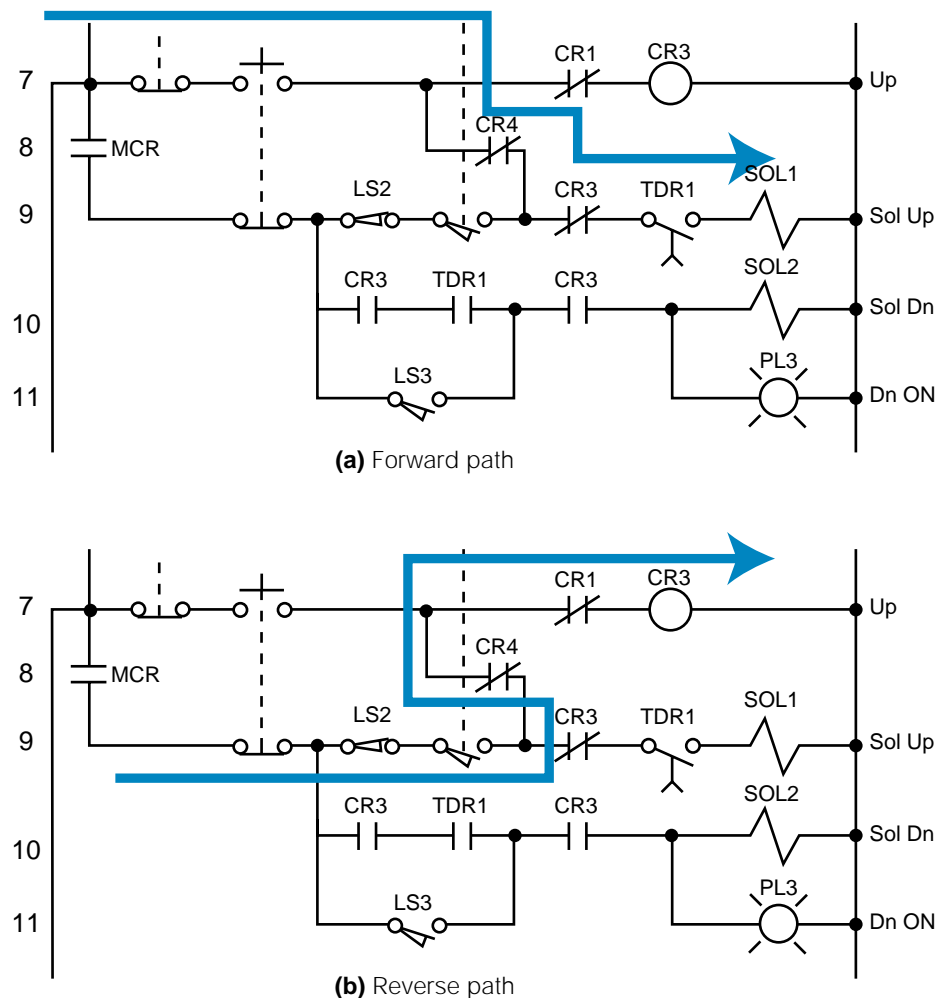 CR1 CR3
7 Up
CR4
8 MCR
LS2 CR3 TDR1 SOL1
9 Sol Up
CR3 TDR1 CR3 SOL2
10 Sol Dn
LS3 PL3
11 Dn ON
(a) Forward path
CR1 CR3
7 Up
CR4
8 MCR
LS2 CR3 TDR1 SOL1
9 Sol Up
CR3 TDR1 CR3 SOL2
10 Sol Dn
LS3 PL3
11 Dn ON
(b) Reverse path